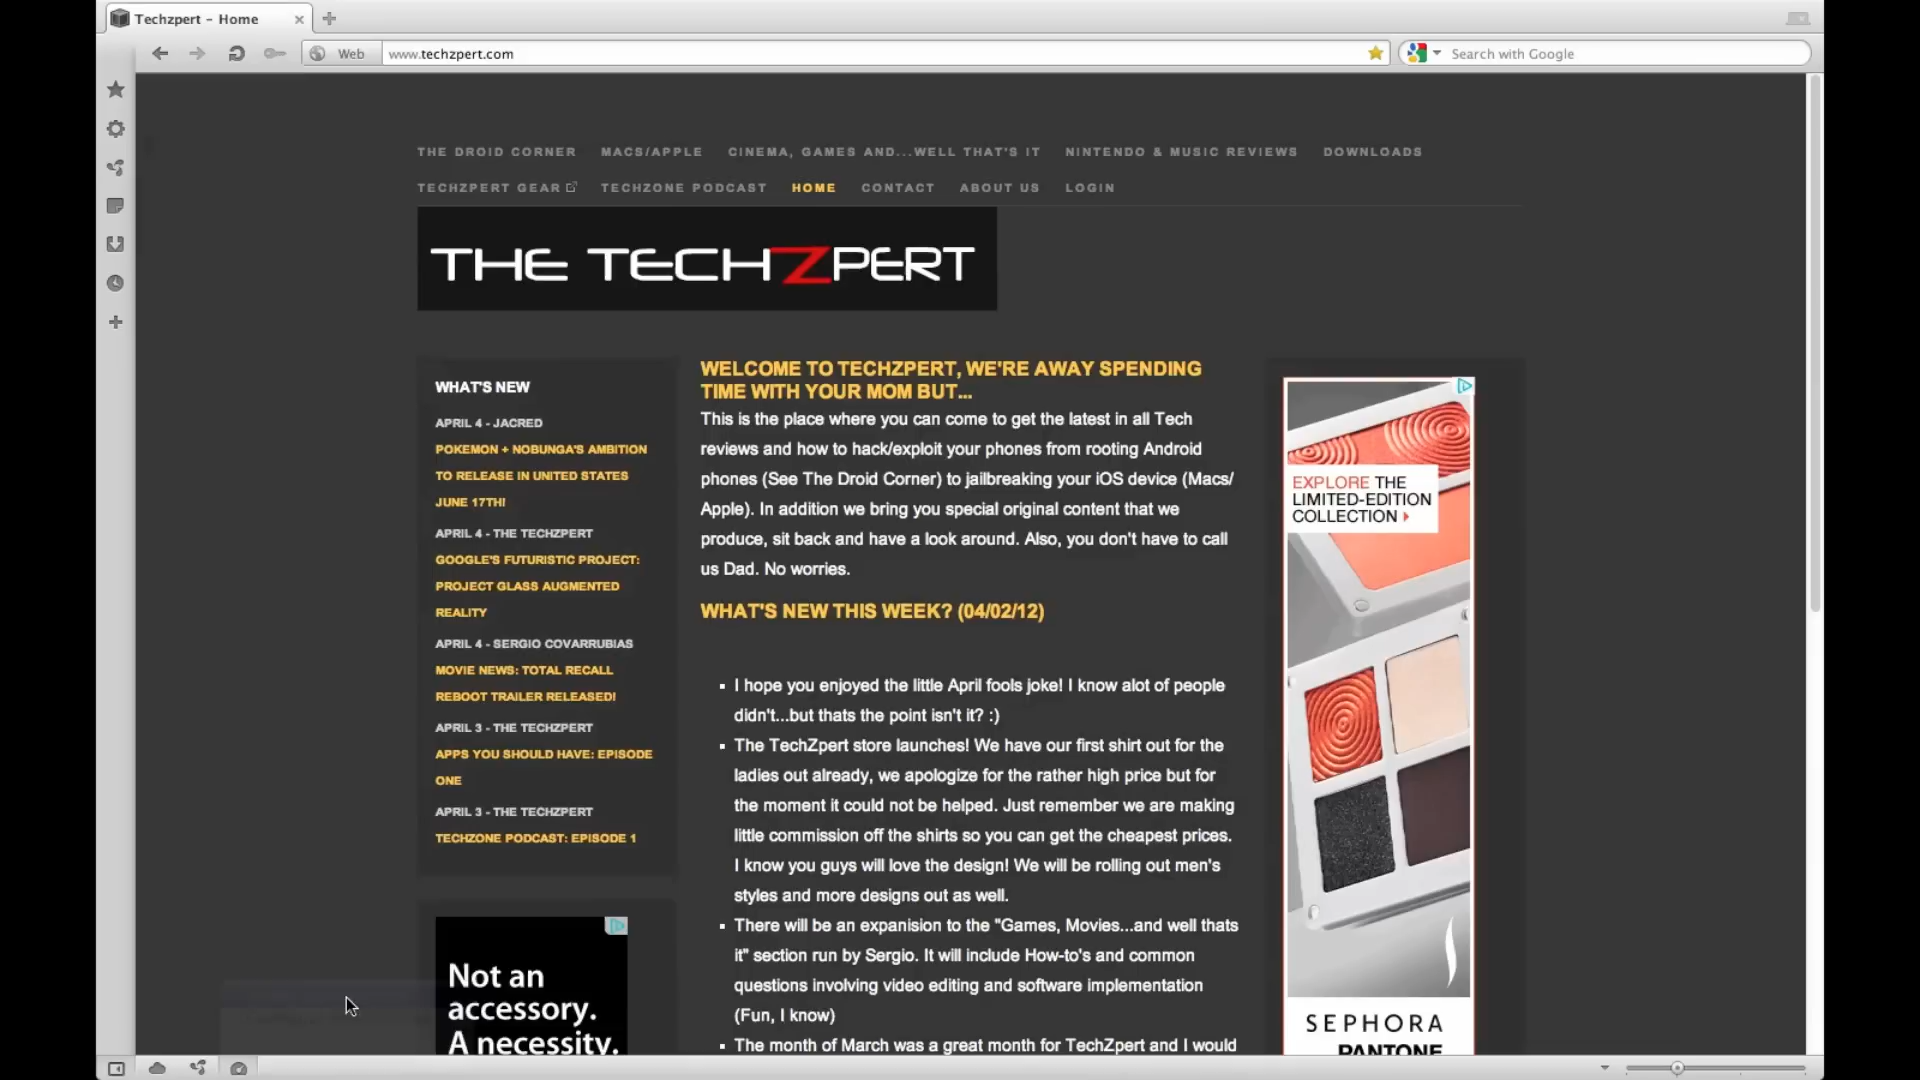 Techzpert – Home
Web
www.techzpert.com
Search with Google
THE DROID CORNER
MACS/APPLE
CINEMA, GAMES AND...WELL THAT'S IT
NINTENDO & MUSIC REVIEWS
DOWNLOADS
TECHZPERT GEAR
TECHZONE PODCAST
HOME
CONTACT
ABOUT US
LOGIN
THE TECHZPERT
WHAT'S NEW
APRIL 4 - JACRED
POKEMON + NOBUNGA'S AMBITION
TO RELEASE IN UNITED STATES
JUNE 17TH!
APRIL 4 - THE TECHZPERT
GOOGLE'S FUTURISTIC PROJECT:
PROJECT GLASS AUGMENTED
REALITY
APRIL 4 - SERGIO COVARRUBIAS
MOVIE NEWS: TOTAL RECALL
REBOOT TRAILER RELEASED!
APRIL 3 - THE TECHZPERT
APPS YOU SHOULD HAVE: EPISODE
ONE
APRIL 3 - THE TECHZPERT
TECHZONE PODCAST: EPISODE 1
Not an
accessory.
A necessity.
WELCOME TO TECHZPERT, WE'RE AWAY SPENDING
TIME WITH YOUR MOM BUT...
This is the place where you can come to get the latest in all Tech
reviews and how to hack/exploit your phones from rooting Android
phones (See The Droid Corner) to jailbreaking your iOS device (Macs/
Apple). In addition we bring you special original content that we
produce, sit back and have a look around. Also, you don't have to call
us Dad. No worries.
WHAT'S NEW THIS WEEK? (04/02/12)
▪ I hope you enjoyed the little April fools joke! I know alot of people
didn't...but thats the point isn't it? :)
▪ The TechZpert store launches! We have our first shirt out for the
ladies out already, we apologize for the rather high price but for
the moment it could not be helped. Just remember we are making
little commission off the shirts so you can get the cheapest prices.
I know you guys will love the design! We will be rolling out men's
styles and more designs out as well.
▪ There will be an expanision to the "Games, Movies...and well thats
it" section run by Sergio. It will include How-to's and common
questions involving video editing and software implementation
(Fun, I know)
▪ The month of March was a great month for TechZpert and I would
EXPLORE THE
LIMITED-EDITION
COLLECTION
SEPHORA
PANTONE